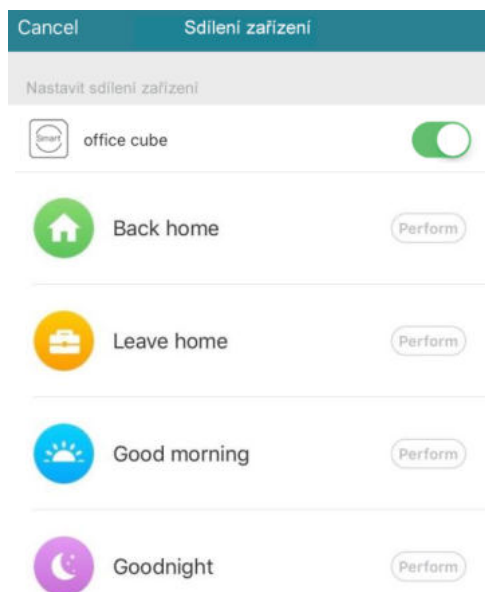 Cancel Sdílení zařízení
Nastavit sdílení zařízení
Smart office cube
Back home Perform
Leave home Perform
Good morning Perform
Goodnight Perform